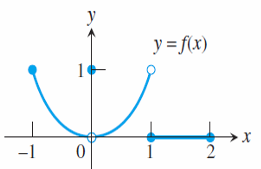 y
y = f(x)
1
x
−1 0 1 2